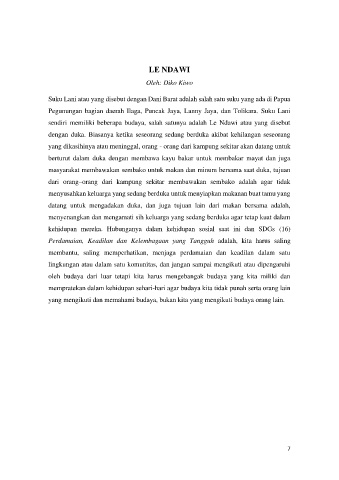 LE NDAWI
Oleh: Diko Kiwo
Suku Lani atau yang disebut dengan Dani Barat adalah salah satu suku yang ada di Papua
Pegunungan bagian daerah Ilaga, Puncak Jaya, Lanny Jaya, dan Tolikara. Suku Lani
sendiri memiliki beberapa budaya, salah satunya adalah Le Ndawi atau yang disebut
dengan duka. Biasanya ketika seseorang sedang berduka akibat kehilangan seseorang
yang dikasihinya atau meninggal, orang - orang dari kampung sekitar akan datang untuk
berturut dalam duka dengan membawa kayu bakar untuk membakar mayat dan juga
masyarakat membawakan sembako untuk makan dan minum bersama saat duka, tujuan
dari orang-orang dari kampung sekitar membawakan sembako adalah agar tidak
menyusahkan keluarga yang sedang berduka untuk menyiapkan makanan buat tamu yang
datang untuk mengadakan duka, dan juga tujuan lain dari makan bersama adalah,
menyenangkan dan mengamati sih keluarga yang sedang berduka agar tetap kuat dalam
kehidupan mereka. Hubunganya dalam kehidupan sosial saat ini dan SDGs (16)
Perdamaian, Keadilan dan Kelembagaan yang Tangguh adalah, kita harus saling
membantu, saling memperhatikan, menjaga perdamaian dan keadilan dalam satu
lingkungan atau dalam satu komunitas, dan jangan sampai mengikuti atau dipengaruhi
oleh budaya dari luar tetapi kita harus mengebangak budaya yang kita miliki dan
mempratekan dalam kehidupan sehari-hari agar budaya kita tidak punah serta orang lain
yang mengikuti dan memahami budaya, bukan kita yang mengikuti budaya orang lain.
7